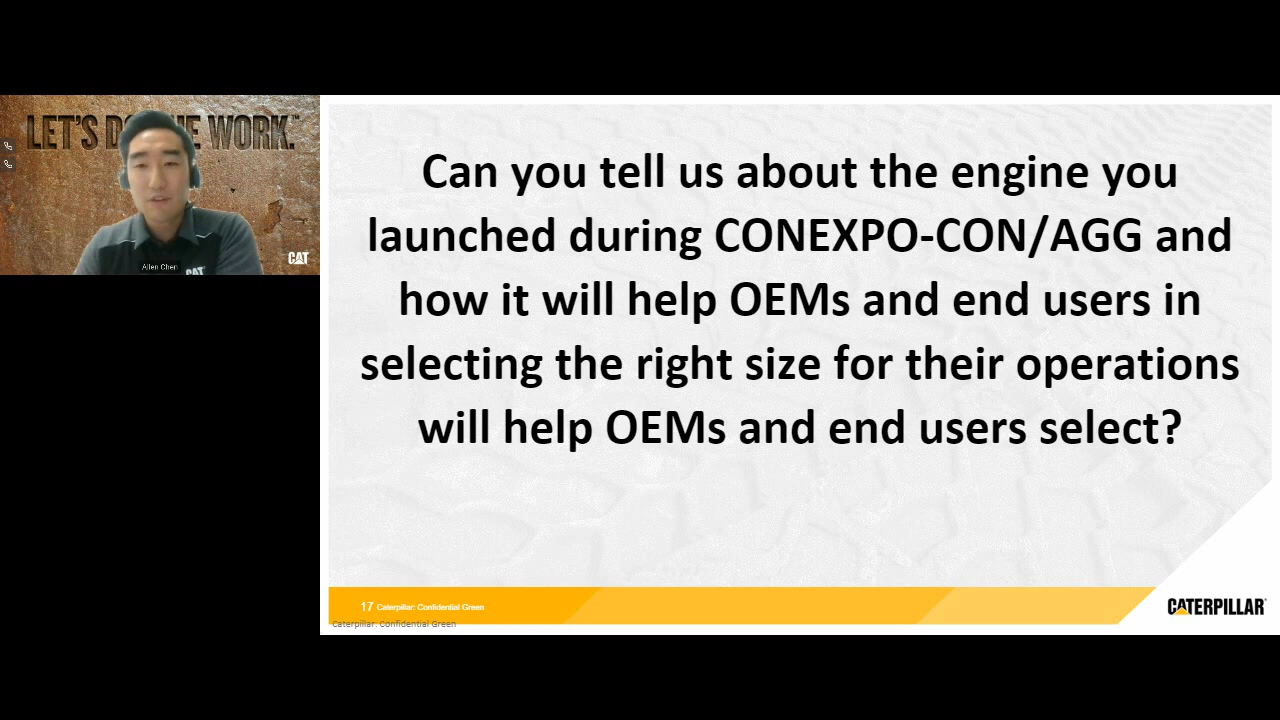 LET'S DO THE WORK.™
Allen Chen
CAT
CAT
Can you tell us about the engine you
launched during CONEXPO-CON/AGG and
how it will help OEMs and end users in
selecting the right size for their operations
will help OEMs and end users select?
17 Caterpillar: Confidential Green
Caterpillar: Confidential Green
CATERPILLAR®